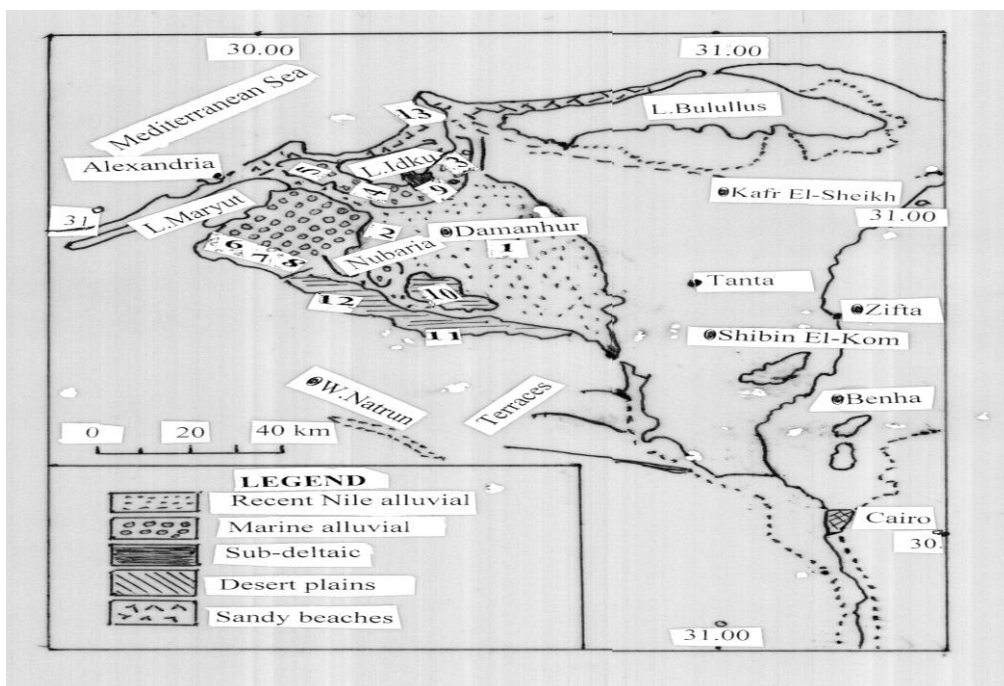 30.00
31.00
Mediterranean Sea
L.Bulullus
13
Alexandria
L.Idku
3
5
4
9
Kafr El-Sheikh
31
L.Maryut
31.00
2
Damanhur
6
7
8
Nubaria
1
Tanta
10
12
Zifta
11
Shibin El-Kom
W.Natrun
Terraces
Benha
0 20 40 km
LEGEND
Recent Nile alluvial
Marine alluvial
Cairo
30.
Sub-deltaic
Desert plains
Sandy beaches
31.00